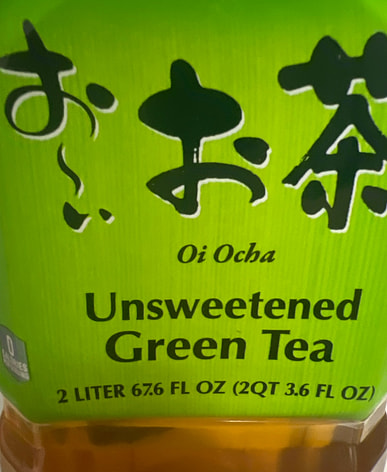 お〜いお茶
Oi Ocha
Unsweetened
Green Tea
2 LITER 67.6 FL OZ (2QT 3.6 FL OZ)
0